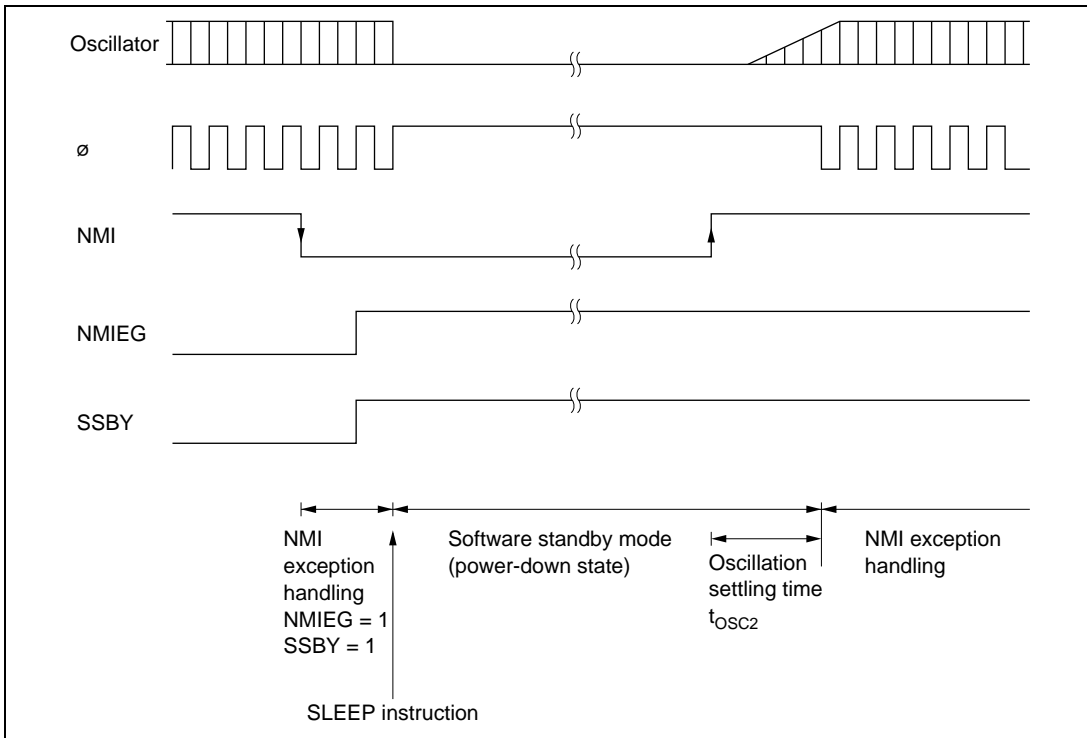 Oscillator
ø
NMI
NMIEG
SSBY
NMI
exception
handling
NMIEG = 1
SSBY = 1
Software standby mode
(power-down state)
Oscillation
settling time
tOSC2
NMI exception
handling
SLEEP instruction